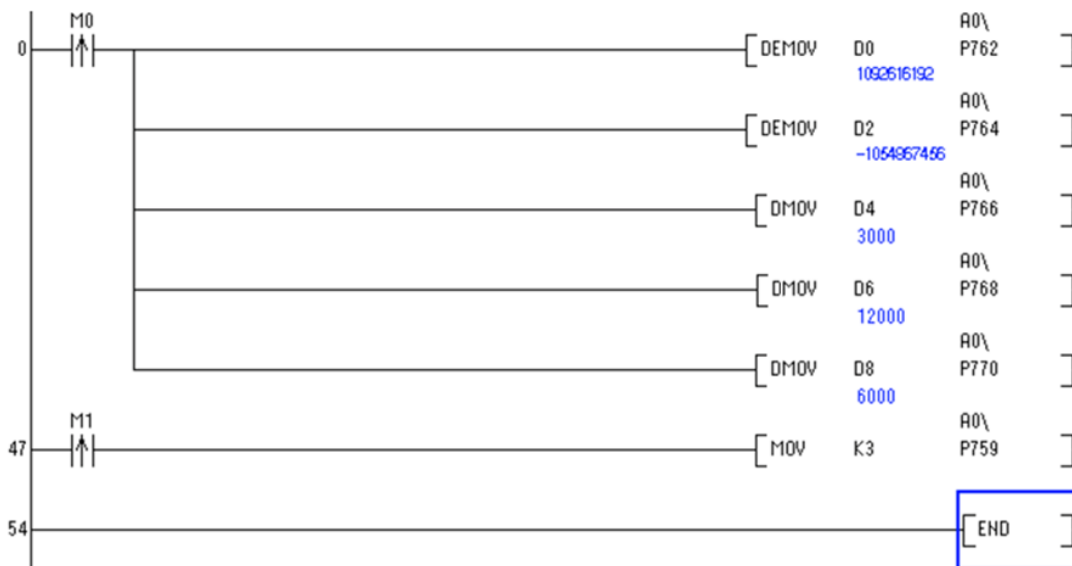 M0
A0\
0 DEMOV D0 P762
1092616192
A0\
DEMOV D2 P764
-1054867456
A0\
DMOV D4 P766
3000
A0\
DMOV D6 P768
12000
A0\
DMOV D8 P770
6000
M1
A0\
47 MOV K3 P759
54 END